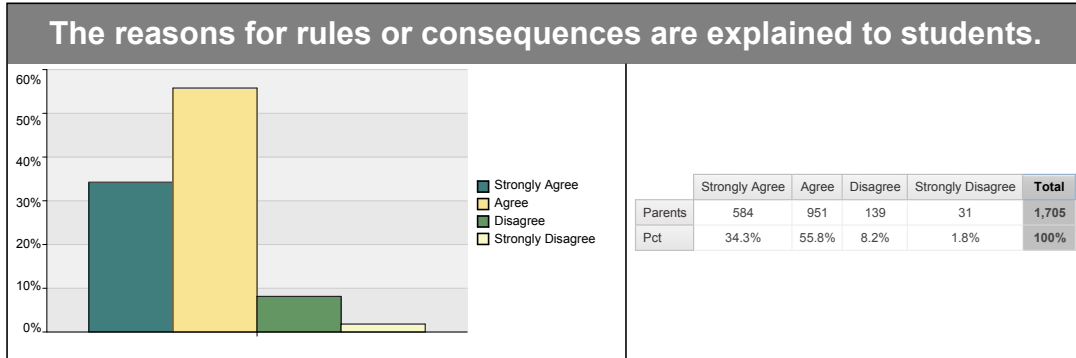 The reasons for rules or consequences are explained to students.
60%
50%
40%
30%
20%
10%
0%
Strongly Agree
Agree
Disagree
Strongly Disagree
Strongly Agree Agree Disagree Strongly Disagree Total
Parents 584 951 139 31 1,705
Pct 34.3% 55.8% 8.2% 1.8% 100%